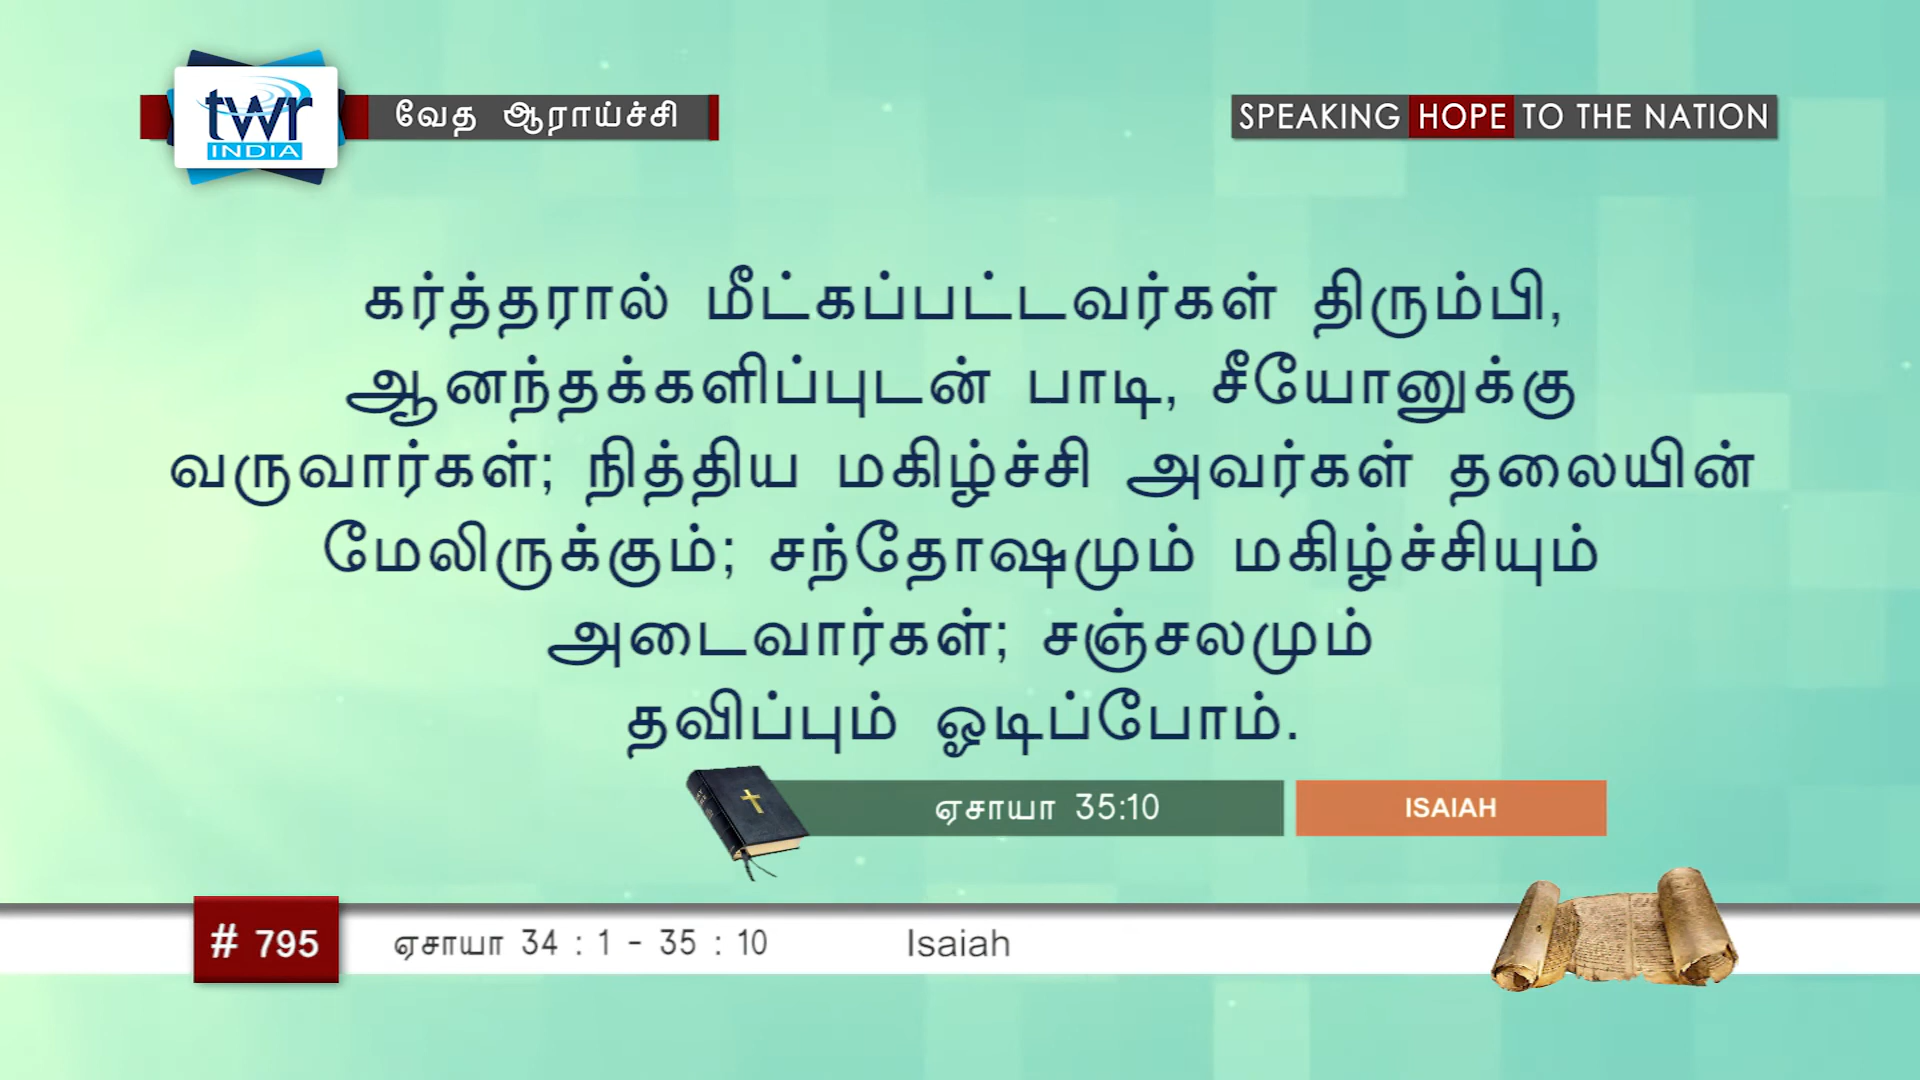 twr
INDIA
வேத ஆராய்ச்சி
SPEAKING HOPE TO THE NATION
கர்த்தரால் மீட்கப்பட்டவர்கள் திரும்பி,
ஆனந்தக்களிப்புடன் பாடி, சீயோனுக்கு
வருவார்கள்; நித்திய மகிழ்ச்சி அவர்கள் தலையின்
மேலிருக்கும்; சந்தோஷமும் மகிழ்ச்சியும்
அடைவார்கள்; சஞ்சலமும்
தவிப்பும் ஓடிப்போம்.
ஏசாயா 35:10
ISAIAH
# 795
ஏசாயா 34 : 1 - 35 : 10
Isaiah